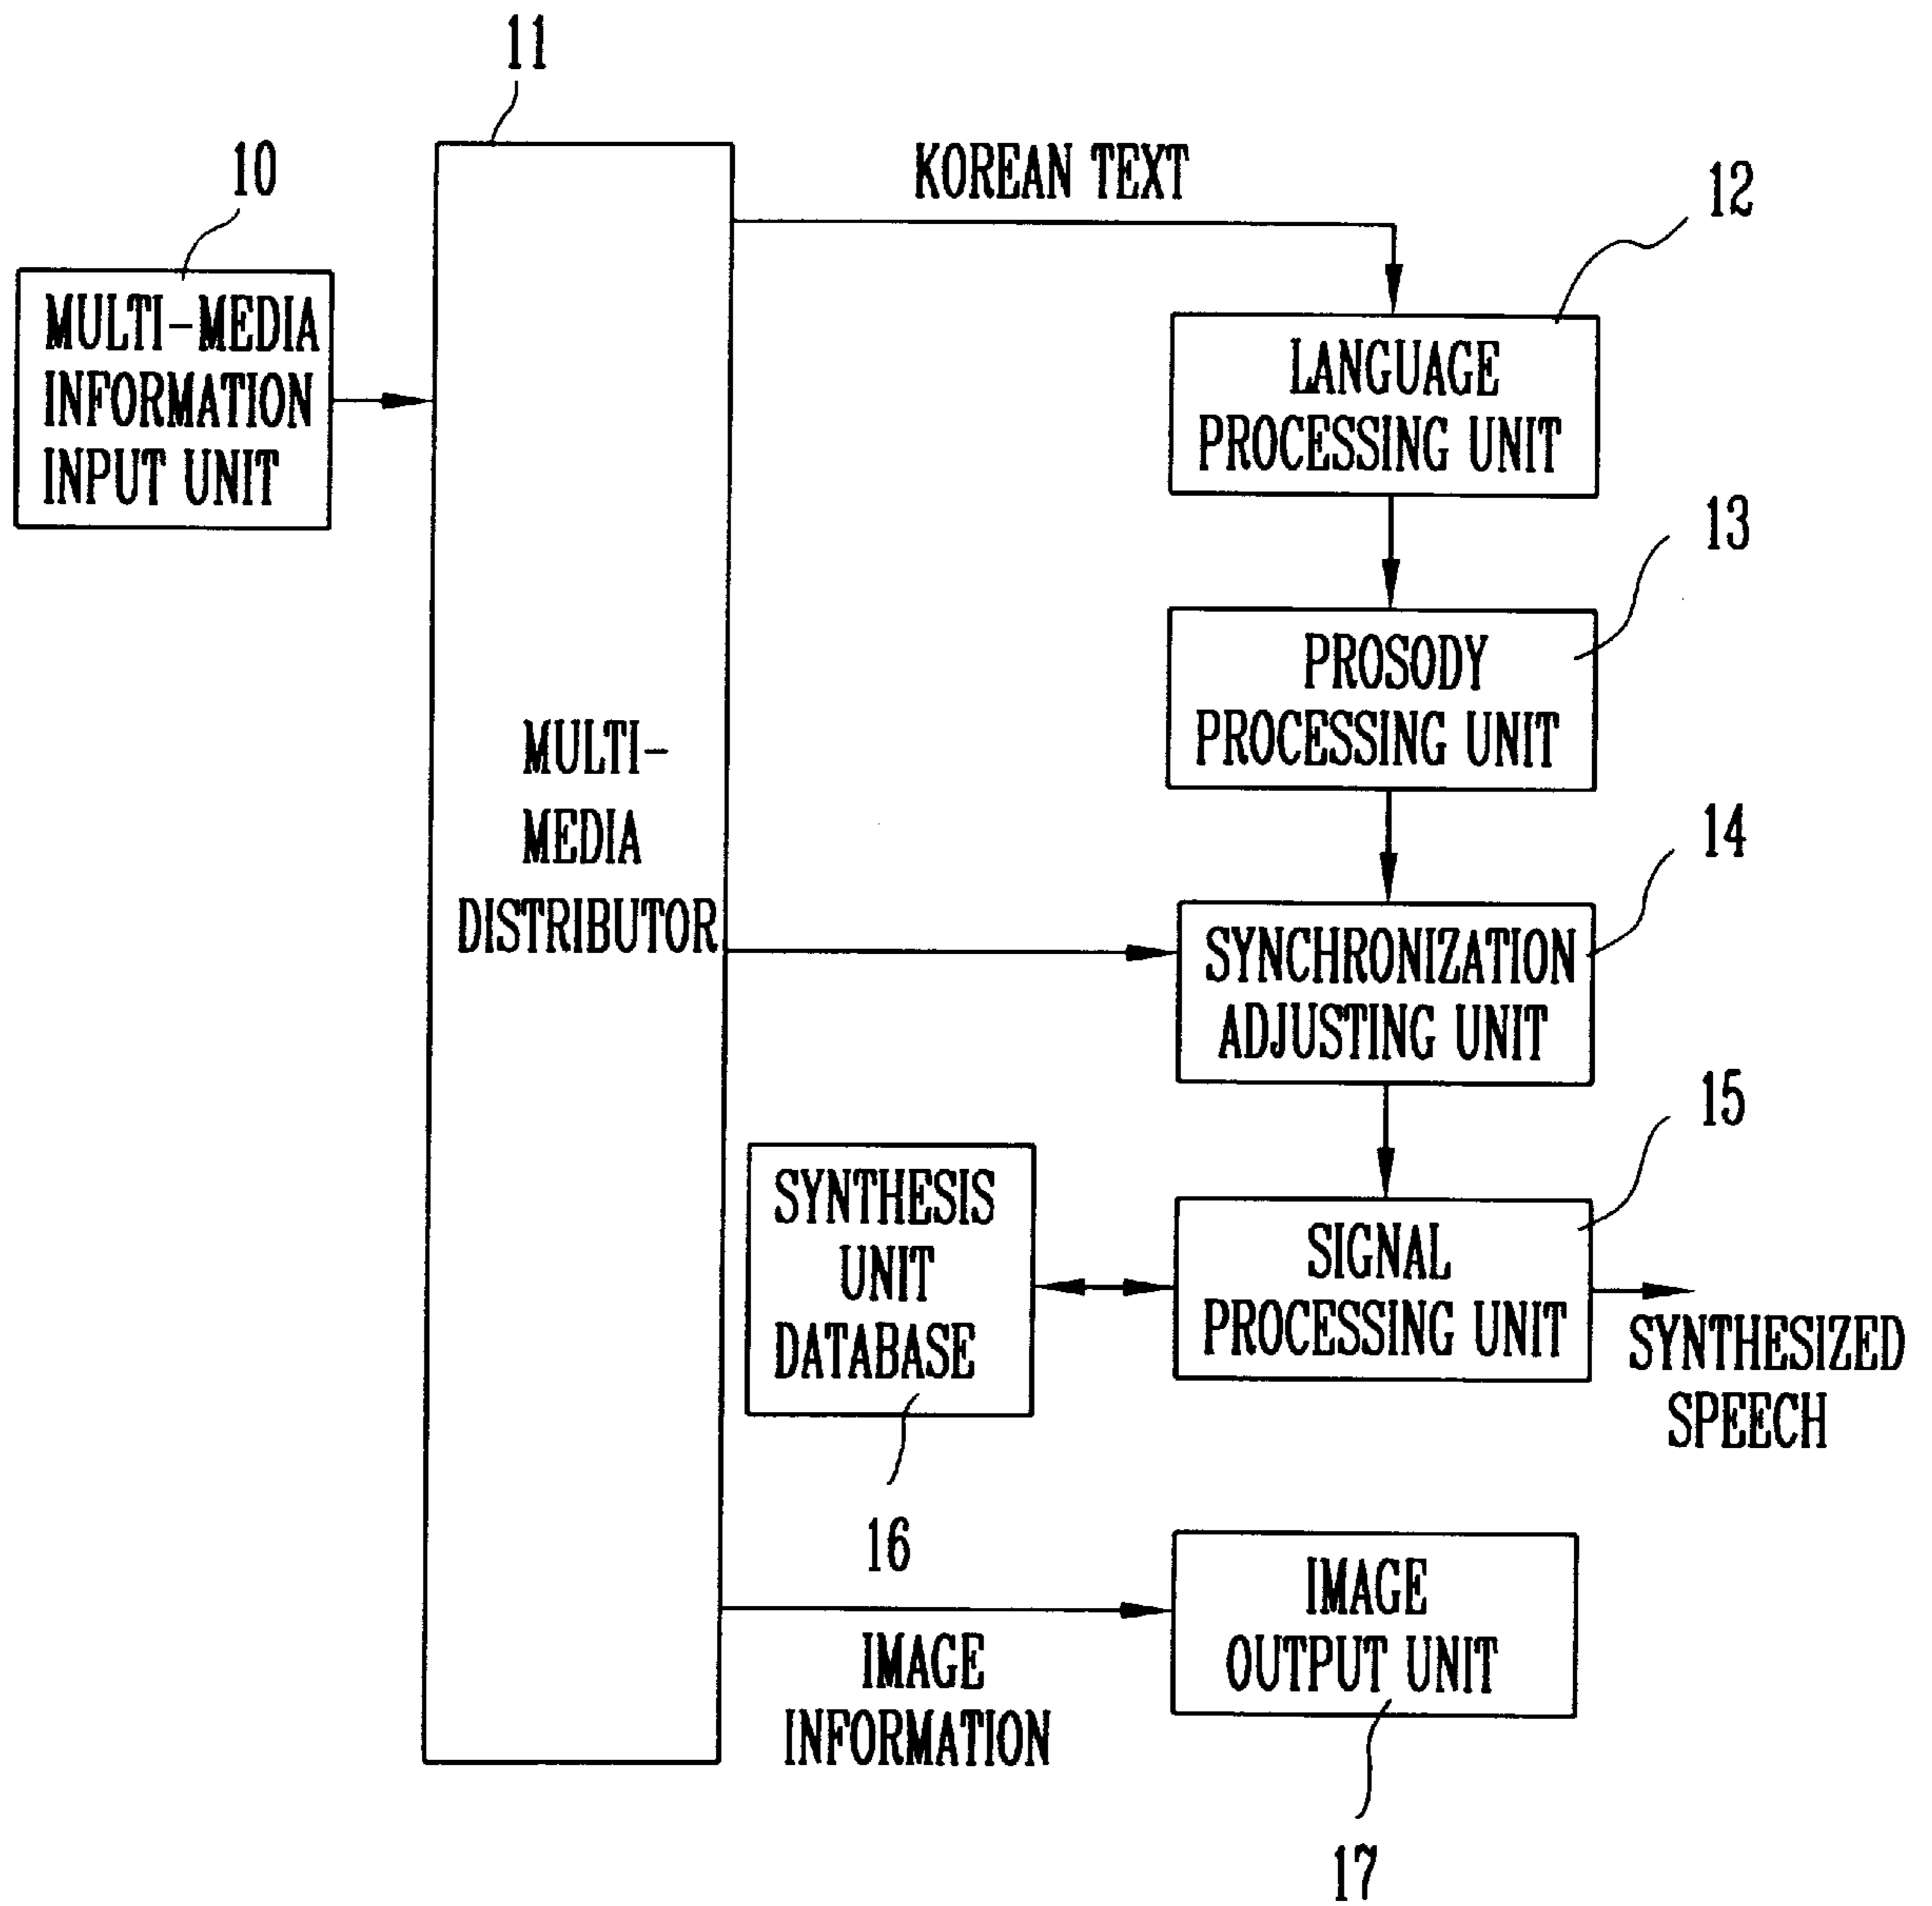 11
10
KOREAN TEXT
12
MULTI-MEDIA
INFORMATION
INPUT UNIT
LANGUAGE
PROCESSING UNIT
13
PROSODY
PROCESSING UNIT
MULTI-
MEDIA
DISTRIBUTOR
14
SYNCHRONIZATION
ADJUSTING UNIT
15
SYNTHESIS
UNIT
DATABASE
SIGNAL
PROCESSING UNIT
SYNTHESIZED
SPEECH
16
IMAGE
OUTPUT UNIT
IMAGE
INFORMATION
17